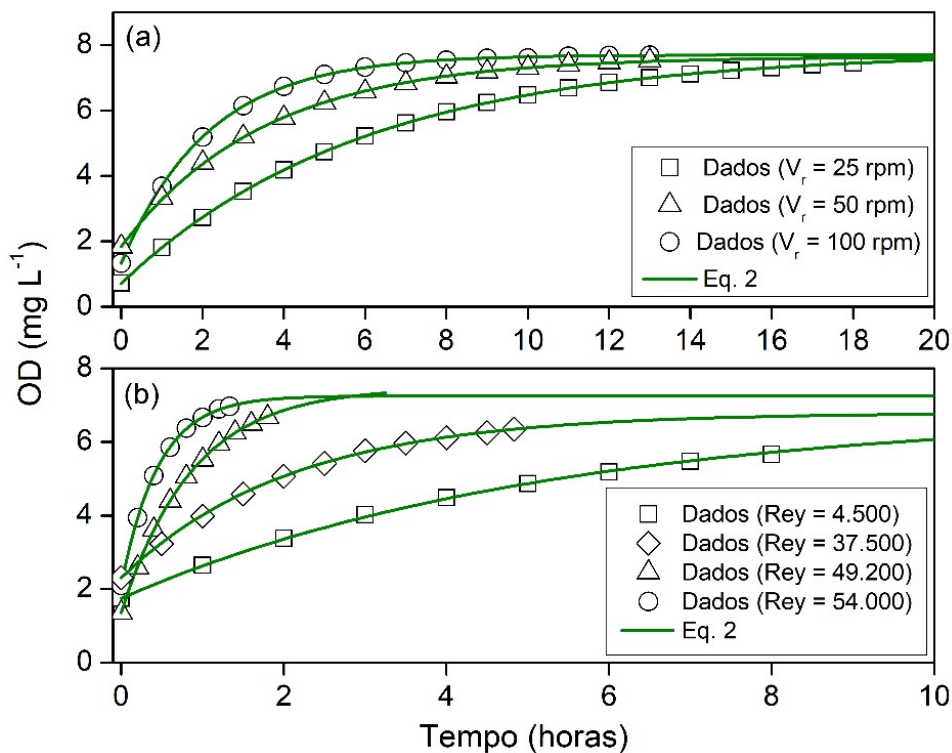 (a)
8
6
4
2
0
Dados (Vr = 25 rpm)
Dados (Vr = 50 rpm)
Dados (Vr = 100 rpm)
Eq. 2
0 2 4 6 8 10 12 14 16 18 20
OD (mg L⁻¹)
(b)
8
6
4
2
0
Dados (Rey = 4.500)
Dados (Rey = 37.500)
Dados (Rey = 49.200)
Dados (Rey = 54.000)
Eq. 2
0 2 4 6 8 10
Tempo (horas)